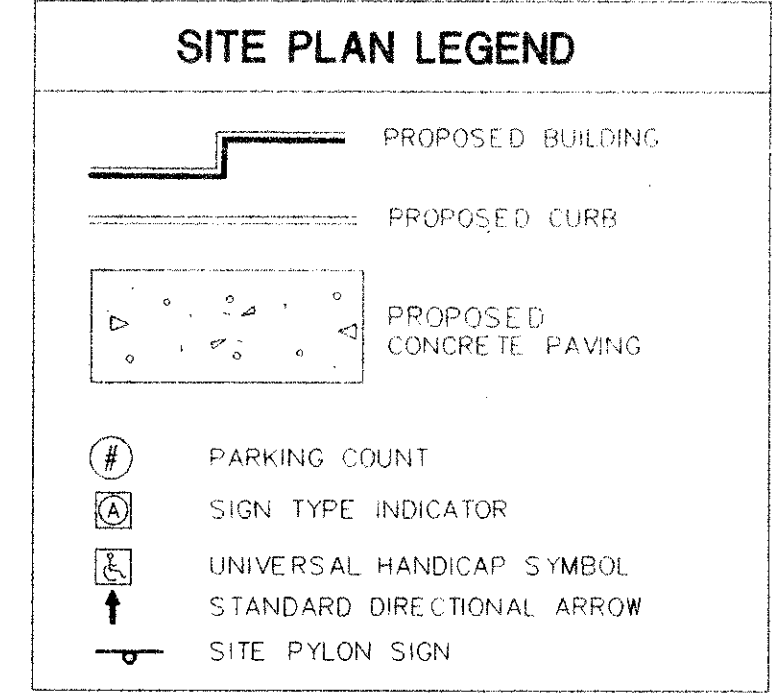 SITE PLAN LEGEND
PROPOSED BUILDING
PROPOSED CURB
PROPOSED
CONCRETE PAVING
# PARKING COUNT
A SIGN TYPE INDICATOR
UNIVERSAL HANDICAP SYMBOL
STANDARD DIRECTIONAL ARROW
SITE PYLON SIGN